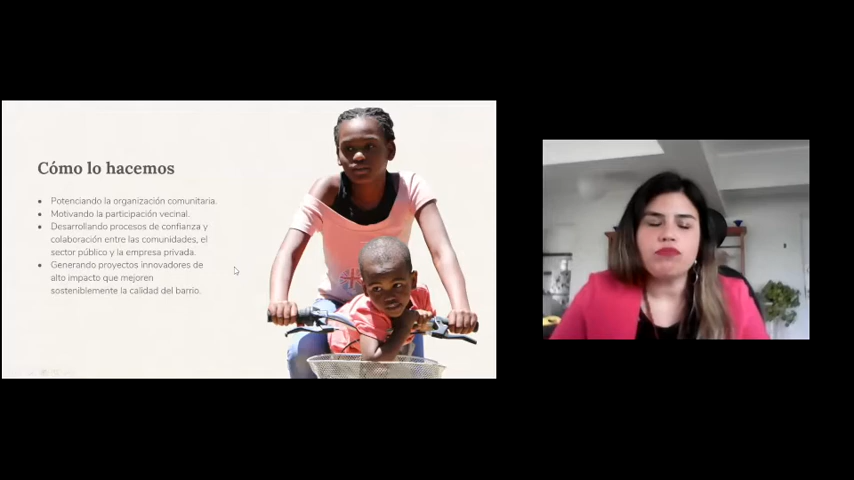 Cómo lo hacemos
Potenciando la organización comunitaria.
Motivando la participación vecinal.
Desarrollando procesos de confianza y
colaboración entre las comunidades, el
sector público y la empresa privada.
Generando proyectos innovadores de
alto impacto que mejoren
sosteniblemente la calidad del barrio.